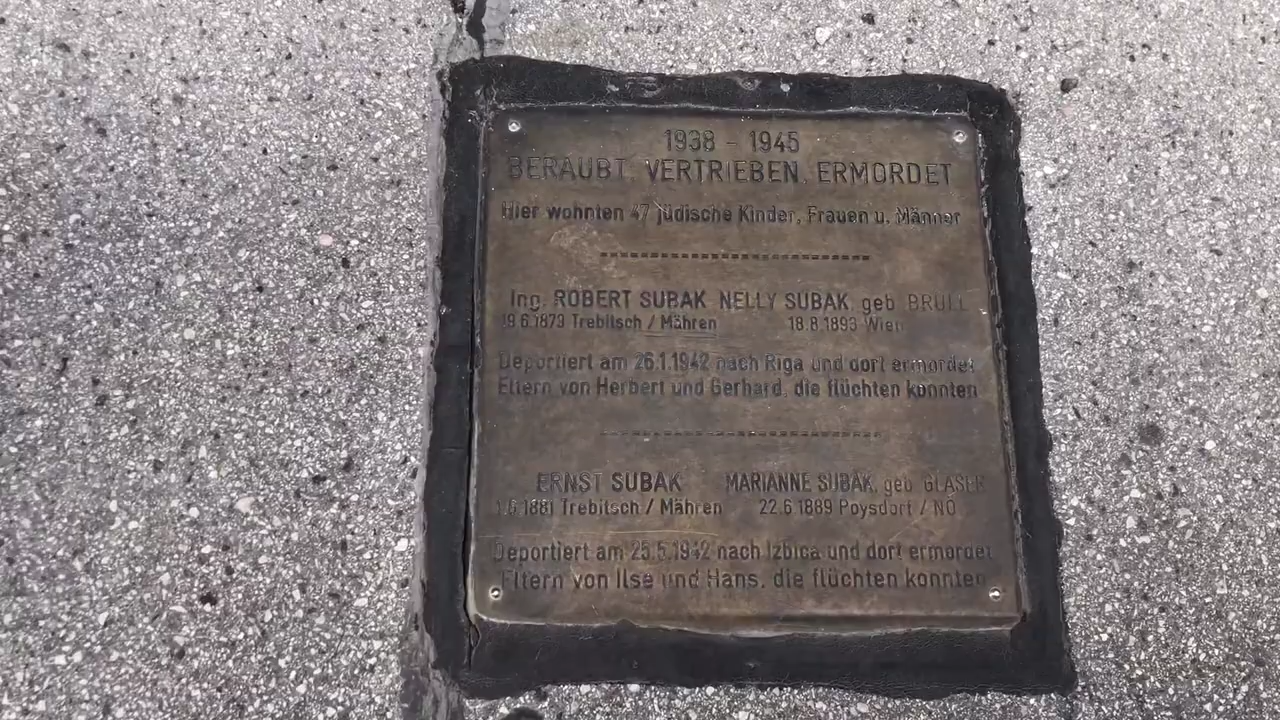 1938 - 1945
BERAUBT, VERTRIEBEN, ERMORDET
Hier wohnten 47 jüdische Kinder, Frauen u. Männer
Ing. ROBERT SUBAK NELLY SUBAK, geb BRÜLL
19.6.1879 Trebitsch / Mähren 18.8.1893 Wien
Deportiert am 26.1.1942 nach Riga und dort ermordet
Eltern von Herbert und Gerhard, die flüchten konnten
ERNST SUBAK MARIANNE SUBAK, geb GLASER
1.6.1881 Trebitsch / Mähren 22.6.1889 Poysdorf / NÖ
Deportiert am 25.5.1942 nach Izbica und dort ermordet
Eltern von Ilse und Hans, die flüchten konnten